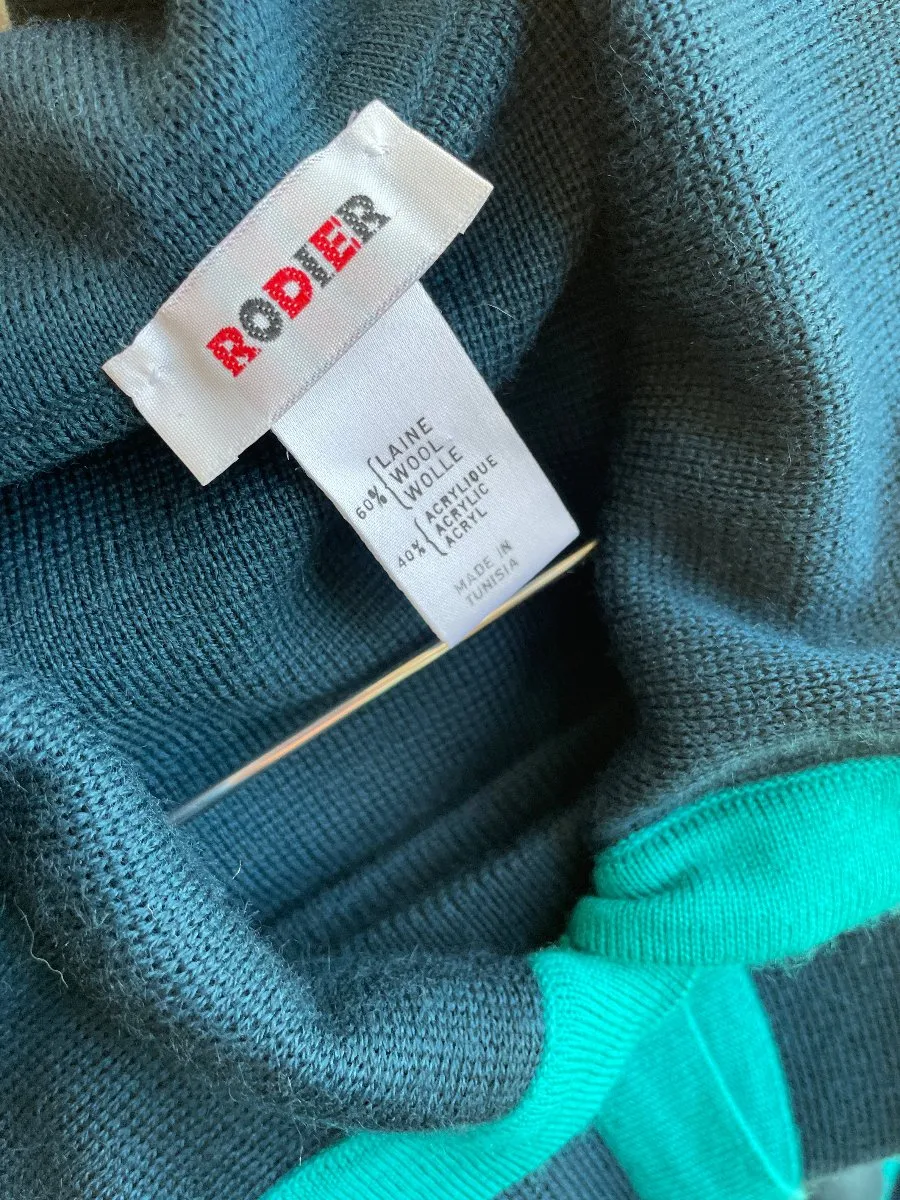 RODIER
60% { LAINE
WOOL
WOLLE
40% { ACRYLIQUE
ACRYLIC
ACRYL
MADE IN
TUNISIA